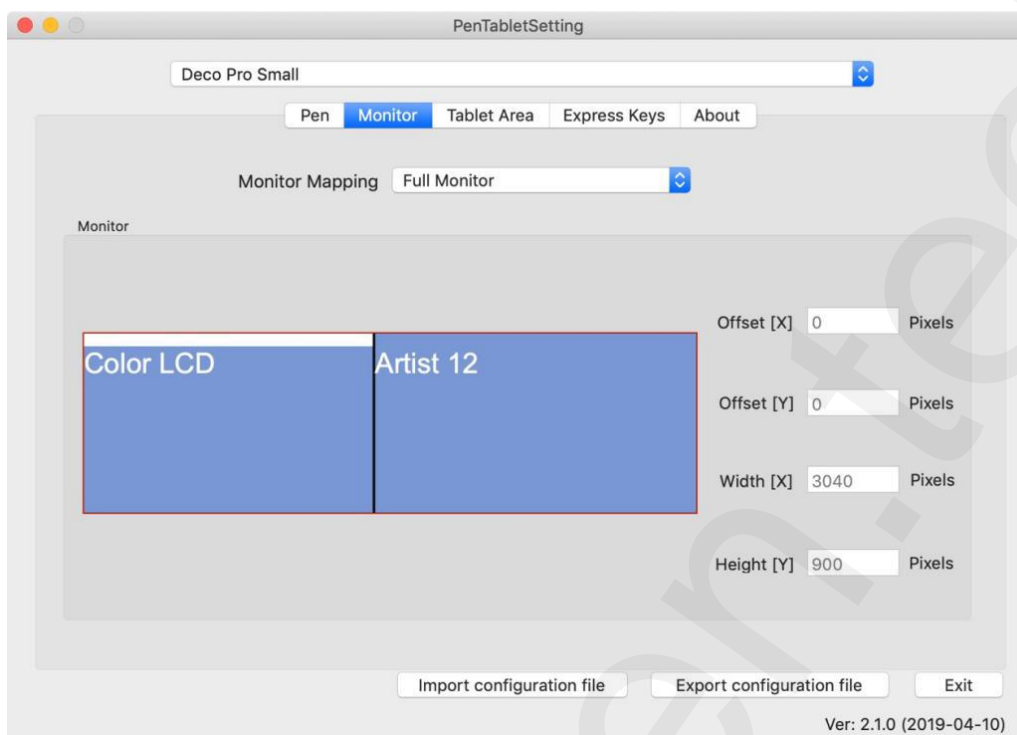 PenTabletSetting
Deco Pro Small
Pen Monitor Tablet Area Express Keys About
Monitor Mapping Full Monitor
Monitor
Offset [X] 0 Pixels
Color LCD Artist 12
Offset [Y] 0 Pixels
Width [X] 3040 Pixels
Height [Y] 900 Pixels
Import configuration file Export configuration file Exit
Ver: 2.1.0 (2019-04-10)